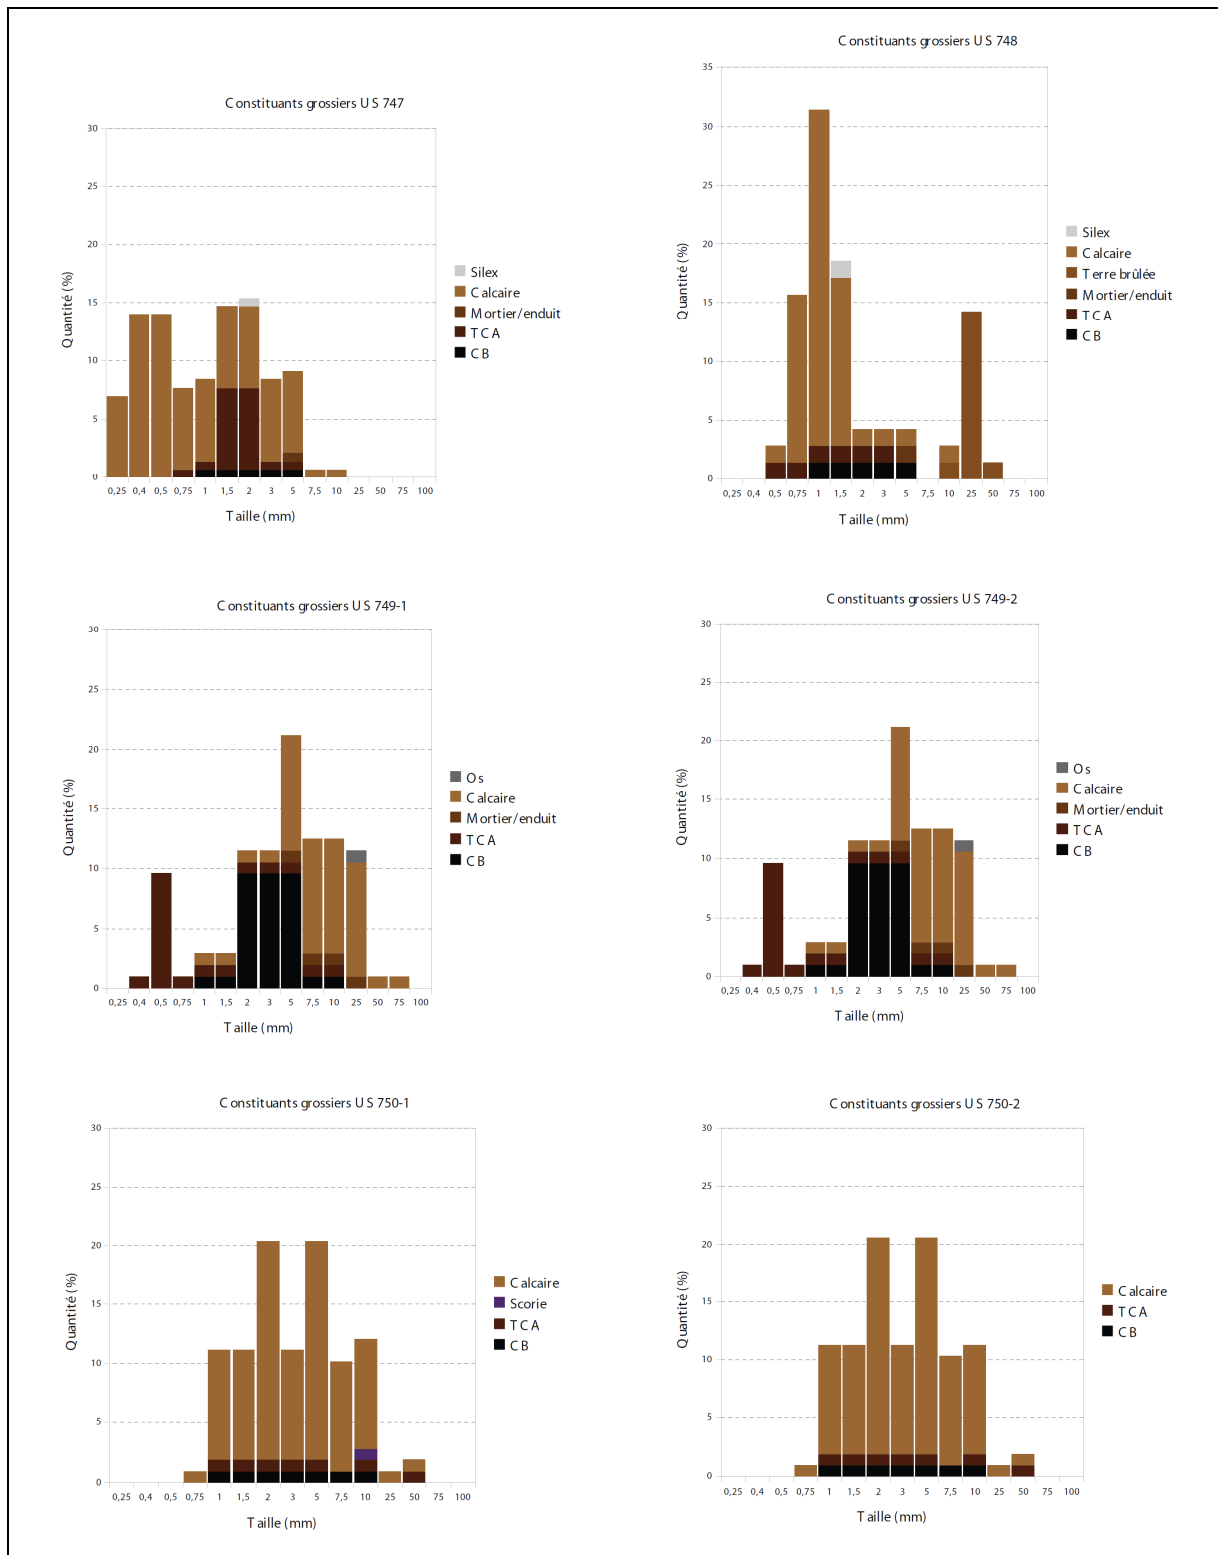 Constituants grossiers US 747
30
25
20
15
10
5
0
Quantité (%)
0,25 0,4 0,5 0,75 1 1,5 2 3 5 7,5 10 25 50 75 100
Taille (mm)
Silex
Calcaire
Mortier/enduit
TCA
CB
Constituants grossiers US 748
35
30
25
20
15
10
5
0
Quantité (%)
0,25 0,4 0,5 0,75 1 1,5 2 3 5 7,5 10 25 50 75 100
Taille (mm)
Silex
Calcaire
Terre brûlée
Mortier/enduit
TCA
CB
Constituants grossiers US 749-1
30
25
20
15
10
5
0
Quantité (%)
0,25 0,4 0,5 0,75 1 1,5 2 3 5 7,5 10 25 50 75 100
Taille (mm)
Os
Calcaire
Mortier/enduit
TCA
CB
Constituants grossiers US 749-2
30
25
20
15
10
5
0
Quantité (%)
0,25 0,4 0,5 0,75 1 1,5 2 3 5 7,5 10 25 50 75 100
Taille (mm)
Os
Calcaire
Mortier/enduit
TCA
CB
Constituants grossiers US 750-1
30
25
20
15
10
5
0
Quantité (%)
0,25 0,4 0,5 0,75 1 1,5 2 3 5 7,5 10 25 50 75 100
Taille (mm)
Calcaire
Scorie
TCA
CB
Constituants grossiers US 750-2
30
25
20
15
10
5
0
Quantité (%)
0,25 0,4 0,5 0,75 1 1,5 2 3 5 7,5 10 25 50 75 100
Taille (mm)
Calcaire
TCA
CB